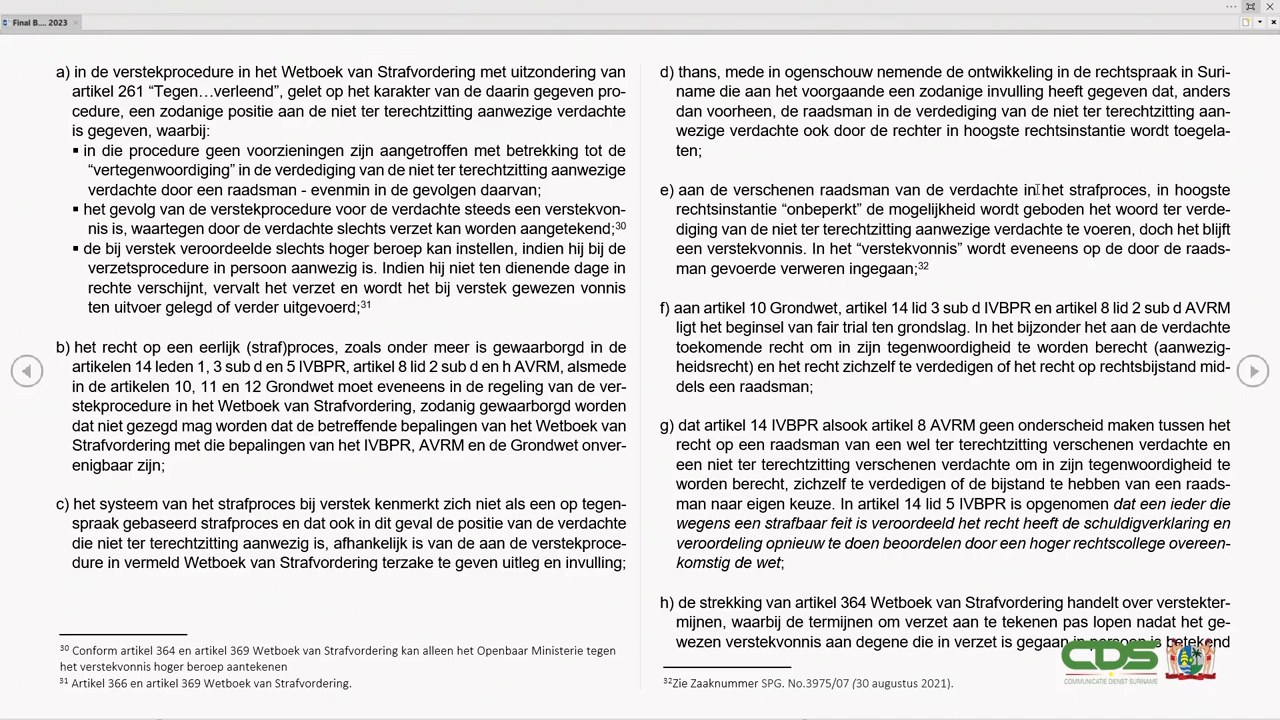 Final B.... 2023
a) in de verstekprocedure in het Wetboek van Strafvordering met uitzondering van
artikel 261 “Tegen…verleend”, gelet op het karakter van de daarin gegeven pro-
cedure, een zodanige positie aan de niet ter terechtzitting aanwezige verdachte
is gegeven, waarbij:
▪ in die procedure geen voorzieningen zijn aangetroffen met betrekking tot de
“vertegenwoordiging” in de verdediging van de niet ter terechtzitting aanwezige
verdachte door een raadsman - evenmin in de gevolgen daarvan;
▪ het gevolg van de verstekprocedure voor de verdachte steeds een verstekvon-
nis is, waartegen door de verdachte slechts verzet kan worden aangetekend;30
▪ de bij verstek veroordeelde slechts hoger beroep kan instellen, indien hij bij de
verzetsprocedure in persoon aanwezig is. Indien hij niet ten dienende dage in
rechte verschijnt, vervalt het verzet en wordt het bij verstek gewezen vonnis
ten uitvoer gelegd of verder uitgevoerd;31
b) het recht op een eerlijk (straf)proces, zoals onder meer is gewaarborgd in de
artikelen 14 leden 1, 3 sub d en 5 IVBPR, artikel 8 lid 2 sub d en h AVRM, alsmede
in de artikelen 10, 11 en 12 Grondwet moet eveneens in de regeling van de ver-
stekprocedure in het Wetboek van Strafvordering, zodanig gewaarborgd worden
dat niet gezegd mag worden dat de betreffende bepalingen van het Wetboek van
Strafvordering met die bepalingen van het IVBPR, AVRM en de Grondwet onver-
enigbaar zijn;
c) het systeem van het strafproces bij verstek kenmerkt zich niet als een op tegen-
spraak gebaseerd strafproces en dat ook in dit geval de positie van de verdachte
die niet ter terechtzitting aanwezig is, afhankelijk is van de aan de verstekproce-
dure in vermeld Wetboek van Strafvordering terzake te geven uitleg en invulling;
30 Conform artikel 364 en artikel 369 Wetboek van Strafvordering kan alleen het Openbaar Ministerie tegen
het verstekvonnis hoger beroep aantekenen
31 Artikel 366 en artikel 369 Wetboek van Strafvordering.
d) thans, mede in ogenschouw nemende de ontwikkeling in de rechtspraak in Suri-
name die aan het voorgaande een zodanige invulling heeft gegeven dat, anders
dan voorheen, de raadsman in de verdediging van de niet ter terechtzitting aan-
wezige verdachte ook door de rechter in hoogste rechtsinstantie wordt toegela-
ten;
e) aan de verschenen raadsman van de verdachte in het strafproces, in hoogste
rechtsinstantie “onbeperkt” de mogelijkheid wordt geboden het woord ter verde-
diging van de niet ter terechtzitting aanwezige verdachte te voeren, doch het blijft
een verstekvonnis. In het “verstekvonnis” wordt eveneens op de door de raads-
man gevoerde verweren ingegaan;32
f) aan artikel 10 Grondwet, artikel 14 lid 3 sub d IVBPR en artikel 8 lid 2 sub d AVRM
ligt het beginsel van fair trial ten grondslag. In het bijzonder het aan de verdachte
toekomende recht om in zijn tegenwoordigheid te worden berecht (aanwezig-
heidsrecht) en het recht zichzelf te verdedigen of het recht op rechtsbijstand mid-
dels een raadsman;
g) dat artikel 14 IVBPR alsook artikel 8 AVRM geen onderscheid maken tussen het
recht op een raadsman van een wel ter terechtzitting verschenen verdachte en
een niet ter terechtzitting verschenen verdachte om in zijn tegenwoordigheid te
worden berecht, zichzelf te verdedigen of de bijstand te hebben van een raads-
man naar eigen keuze. In artikel 14 lid 5 IVBPR is opgenomen dat een ieder die
wegens een strafbaar feit is veroordeeld het recht heeft de schuldigverklaring en
veroordeling opnieuw te doen beoordelen door een hoger rechtscollege overeen-
komstig de wet;
h) de strekking van artikel 364 Wetboek van Strafvordering handelt over verstekter-
mijnen, waarbij de termijnen om verzet aan te tekenen pas lopen nadat het ge-
wezen verstekvonnis aan degene die in verzet is gegaan in persoon is betekend
32Zie Zaaknummer SPG. No.3975/07 (30 augustus 2021).
CDS
COMMUNICATIE DIENST SURINAME